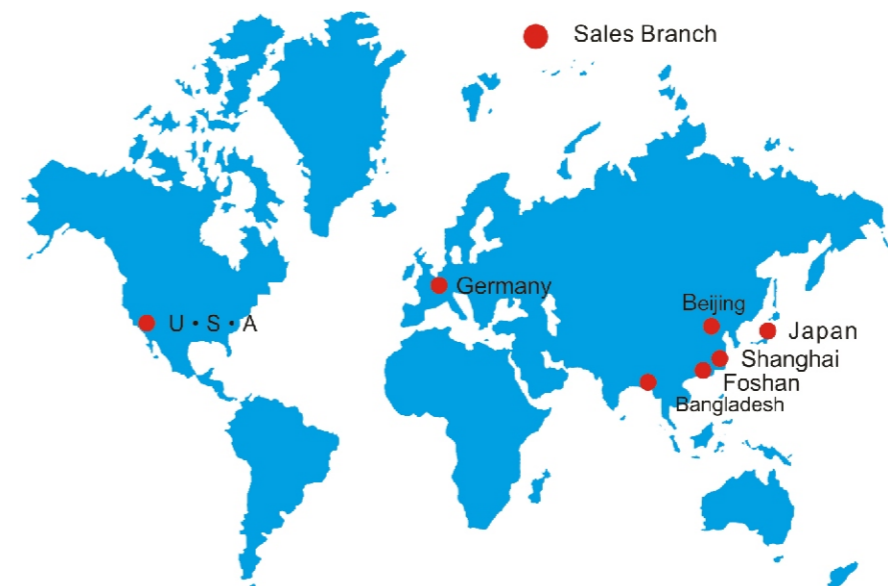 Sales Branch
Germany
Beijing
U · S · A
Japan
Shanghai
Foshan
Bangladesh